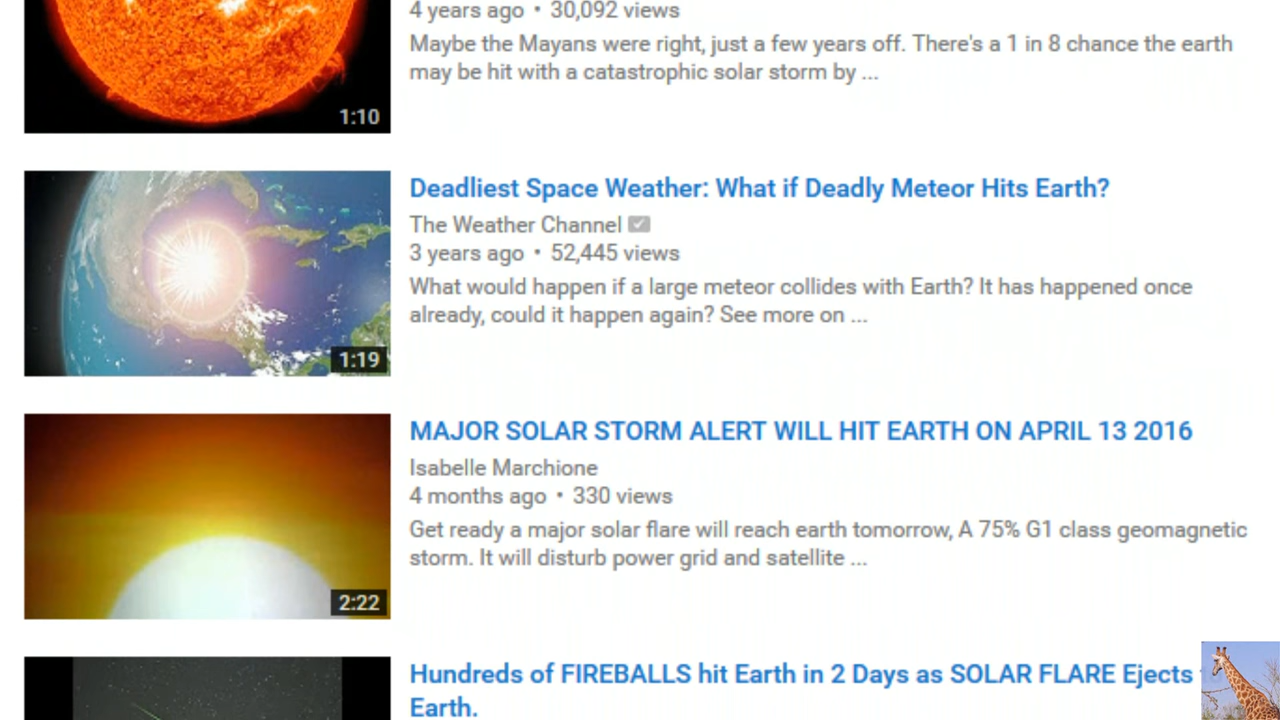 4 years ago • 30,092 views
Maybe the Mayans were right, just a few years off. There's a 1 in 8 chance the earth
may be hit with a catastrophic solar storm by ...
1:10
Deadliest Space Weather: What if Deadly Meteor Hits Earth?
The Weather Channel
3 years ago • 52,445 views
What would happen if a large meteor collides with Earth? It has happened once
already, could it happen again? See more on ...
1:19
MAJOR SOLAR STORM ALERT WILL HIT EARTH ON APRIL 13 2016
Isabelle Marchione
4 months ago • 330 views
Get ready a major solar flare will reach earth tomorrow, A 75% G1 class geomagnetic
storm. It will disturb power grid and satellite ...
2:22
Hundreds of FIREBALLS hit Earth in 2 Days as SOLAR FLARE Ejects
Earth.